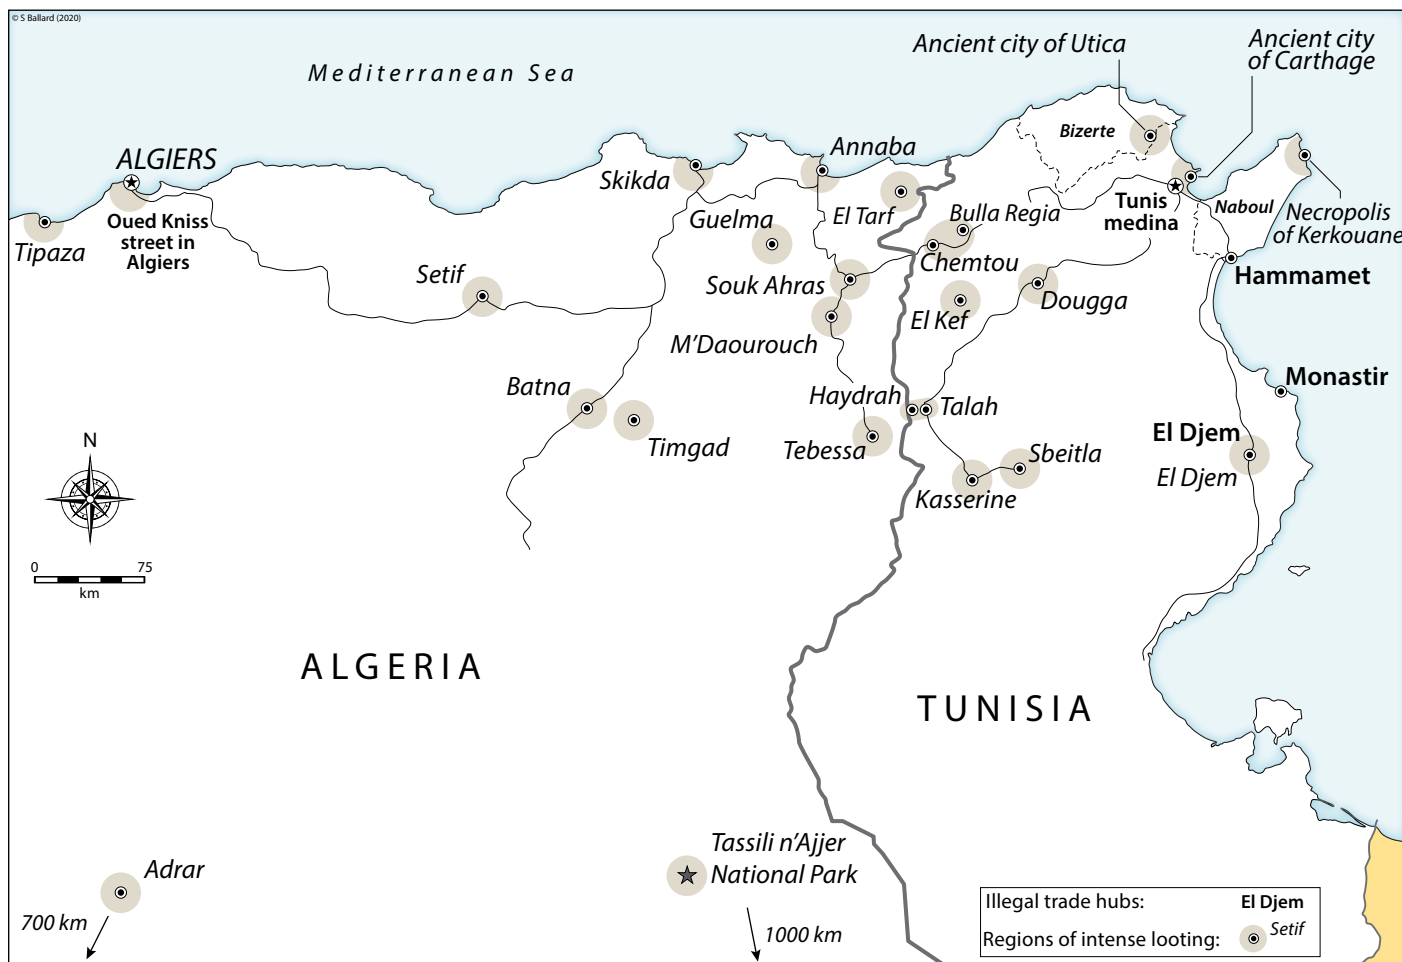 © S Ballard (2020)
Mediterranean Sea
Ancient city of Utica
Ancient city
of Carthage
Bizerte
ALGIERS
Annaba
Skikda
Oued Kniss
street in
Algiers
Tipaza
Guelma
El Tarf
Bulla Regia
Tunis
medina
Naboul
Necropolis
of Kerkouane
Setif
Souk Ahras
Chemtou
Hammamet
El Kef
Dougga
M'Daourouch
Batna
Haydrah
Talah
Monastir
Timgad
Tebessa
Sbeitla
El Djem
El Djem
Kasserine
N
0 75
km
ALGERIA
TUNISIA
Tassili n'Ajjer
National Park
Adrar
700 km
1000 km
Illegal trade hubs: El Djem
Regions of intense looting: Setif